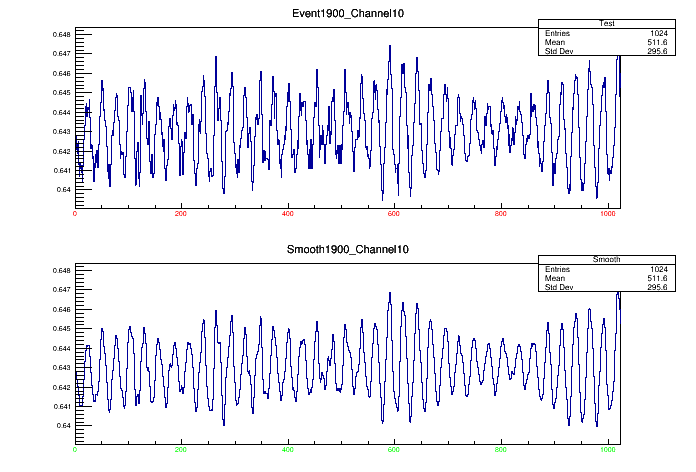 Event1900_Channel10
Test
Entries 1024
Mean 511.6
Std Dev 295.6
0.648
0.647
0.646
0.645
0.644
0.643
0.642
0.641
0.64
0 200 400 600 800 1000
Smooth1900_Channel10
Smooth
Entries 1024
Mean 511.6
Std Dev 295.6
0.648
0.647
0.646
0.645
0.644
0.643
0.642
0.641
0.64
0 200 400 600 800 1000